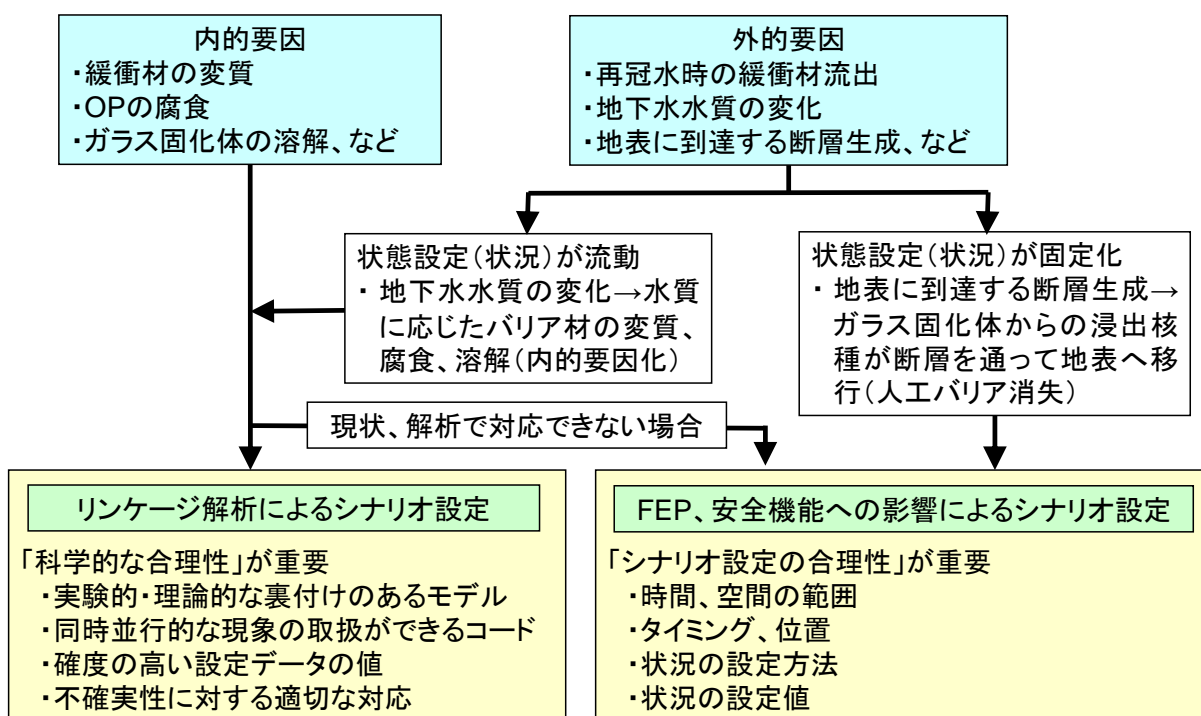 内的要因
・緩衝材の変質
・OPの腐食
・ガラス固化体の溶解、など
外的要因
・再冠水時の緩衝材流出
・地下水水質の変化
・地表に到達する断層生成、など
状態設定（状況）が流動
・ 地下水水質の変化→水質
に応じたバリア材の変質、
腐食、溶解（内的要因化）
状態設定（状況）が固定化
・ 地表に到達する断層生成→
ガラス固化体からの浸出核
種が断層を通って地表へ移
行（人工バリア消失）
現状、解析で対応できない場合
リンケージ解析によるシナリオ設定
「科学的な合理性」が重要
・実験的・理論的な裏付けのあるモデル
・同時並行的な現象の取扱ができるコード
・確度の高い設定データの値
・不確実性に対する適切な対応
FEP、安全機能への影響によるシナリオ設定
「シナリオ設定の合理性」が重要
・時間、空間の範囲
・タイミング、位置
・状況の設定方法
・状況の設定値